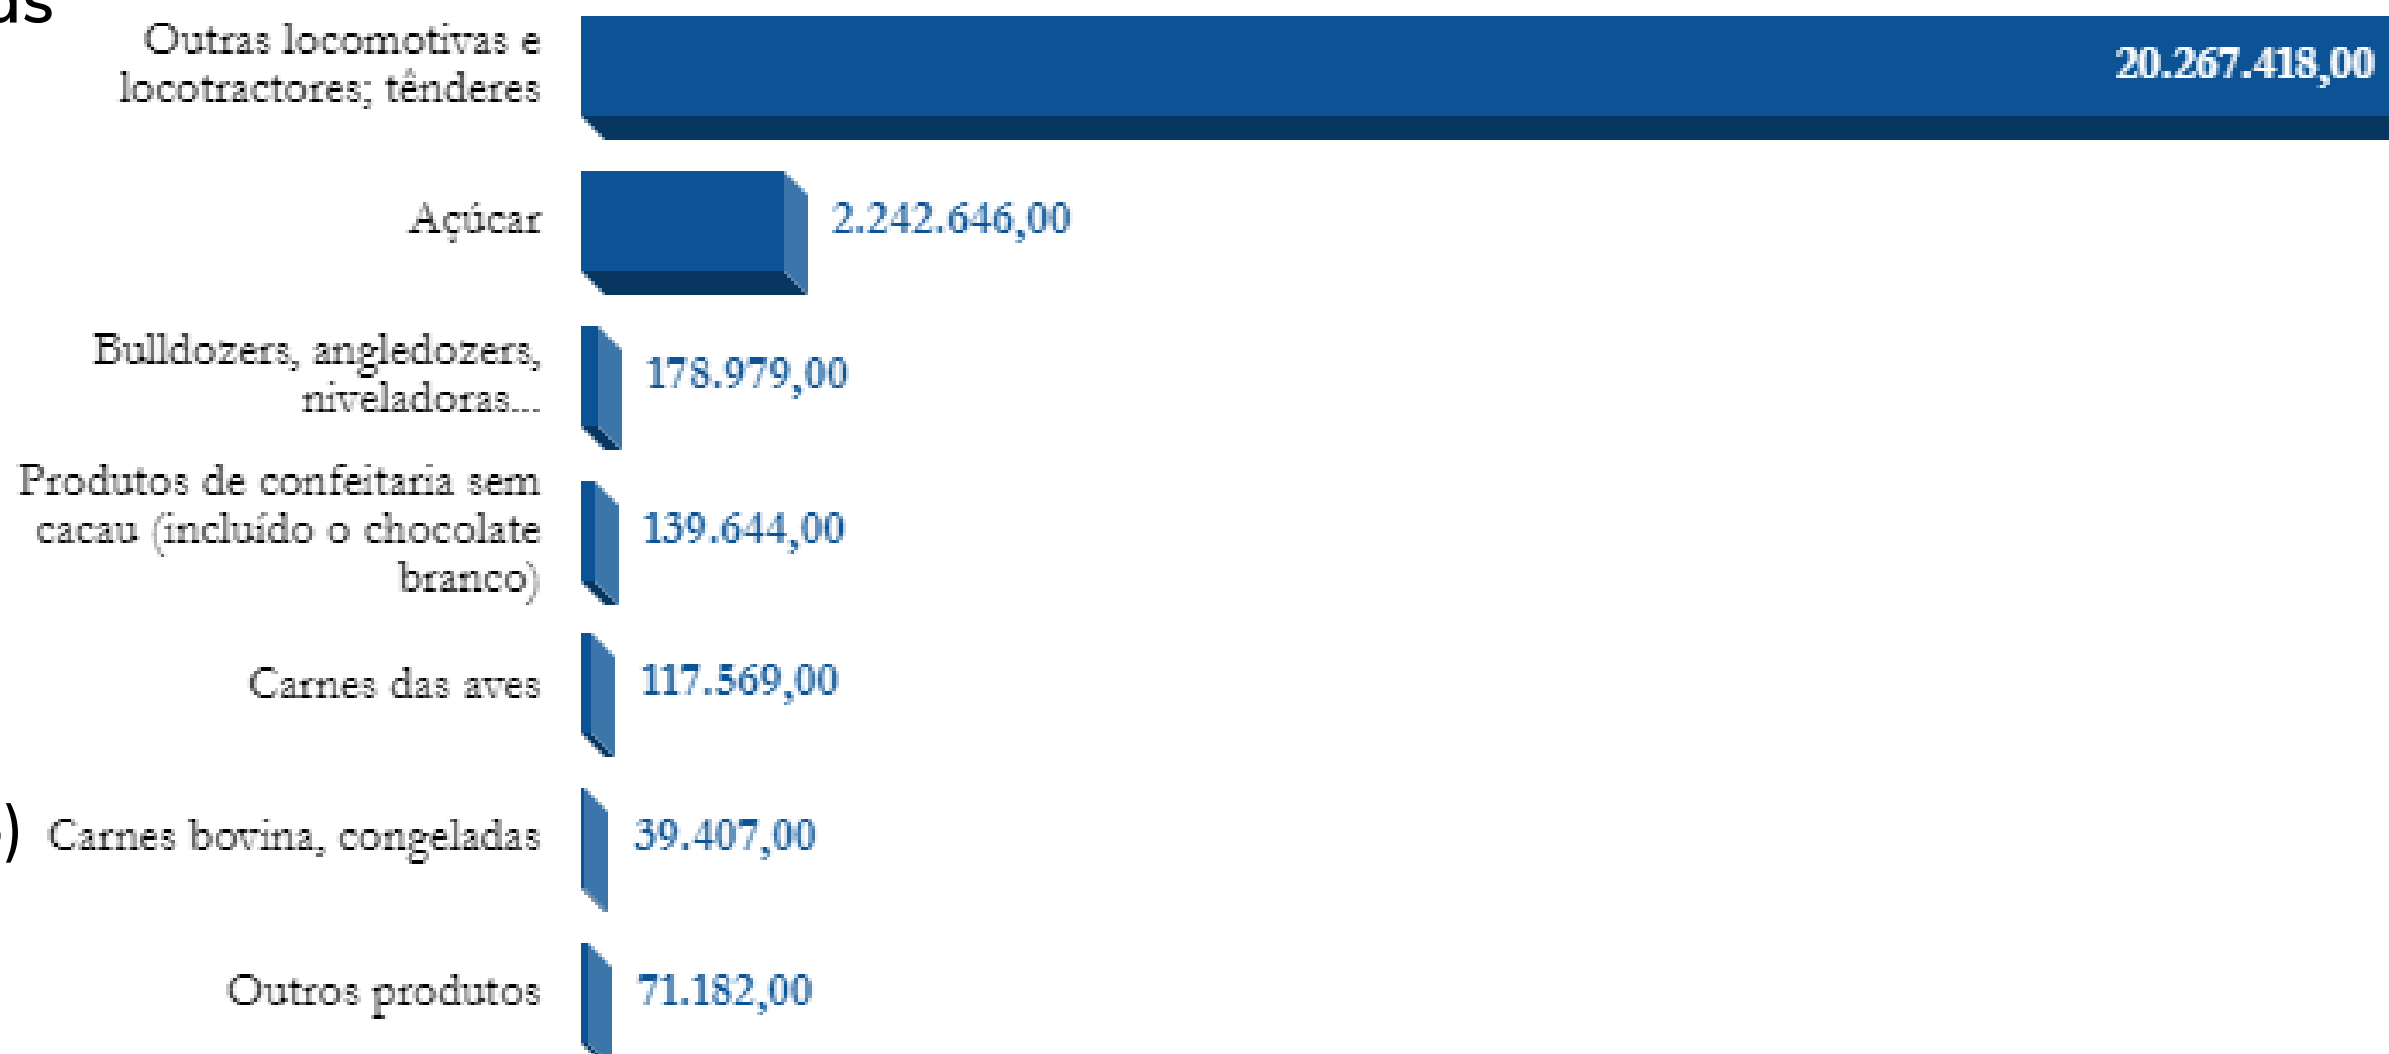 Outras locomotivas e
locotractores; tênderes
20.267.418,00
Açúcar
2.242.646,00
Bulldozers, angledozers,
niveladoras...
178.979,00
Produtos de confeitaria sem
cacau (incluído o chocolate
branco)
139.644,00
Carnes das aves
117.569,00
Carnes bovina, congeladas
39.407,00
Outros produtos
71.182,00